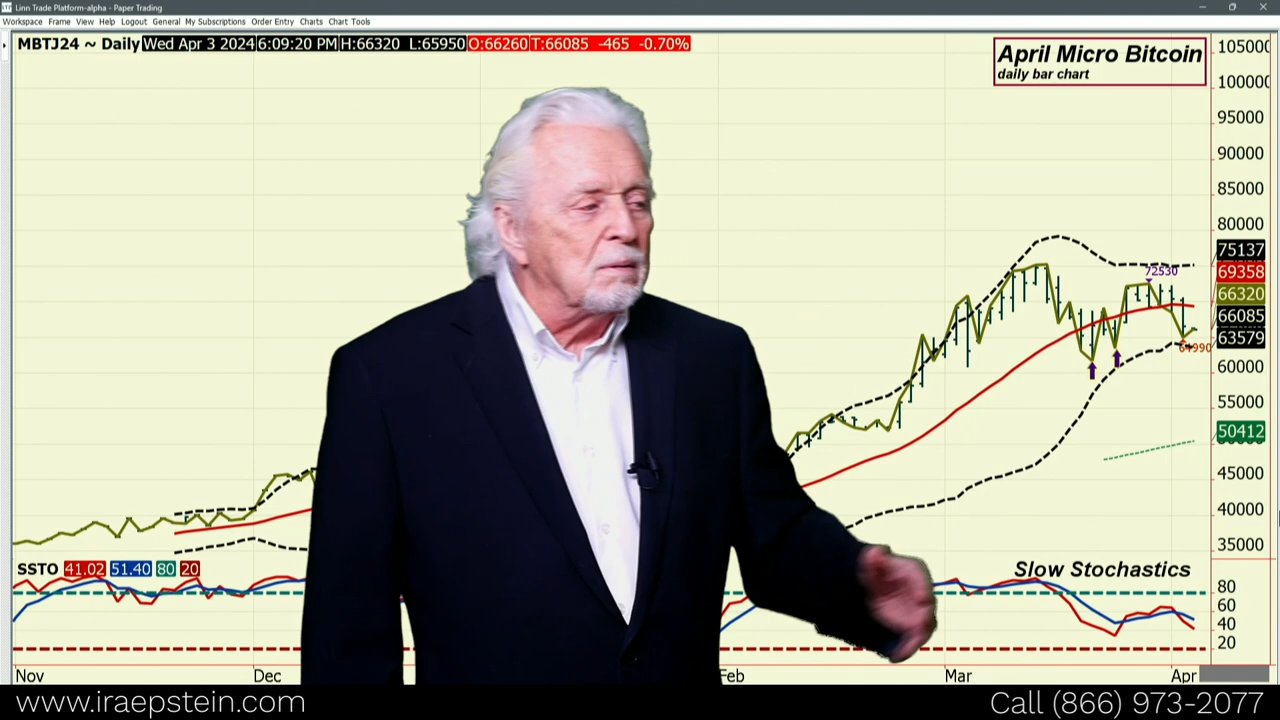 Linn Trade Platform-alpha - Paper Trading
Workspace Frame View Help Logout General My Subscriptions Order Entry Charts Chart Tools
MBTJ24 ~ Daily Wed Apr 3 2024 6:09:20 PM H:66320 L:65950 O:66260 T:66085 -465 -0.70%
April Micro Bitcoin
daily bar chart
105000
100000
95000
90000
85000
80000
75137
72530
69358
66320
66085
63579
60000
55000
50412
45000
40000
35000
SSTO 41.02 51.40 80 20
Slow Stochastics
80
60
40
20
Nov Dec Feb Mar Apr
www.iraepstein.com Call (866) 973-2077